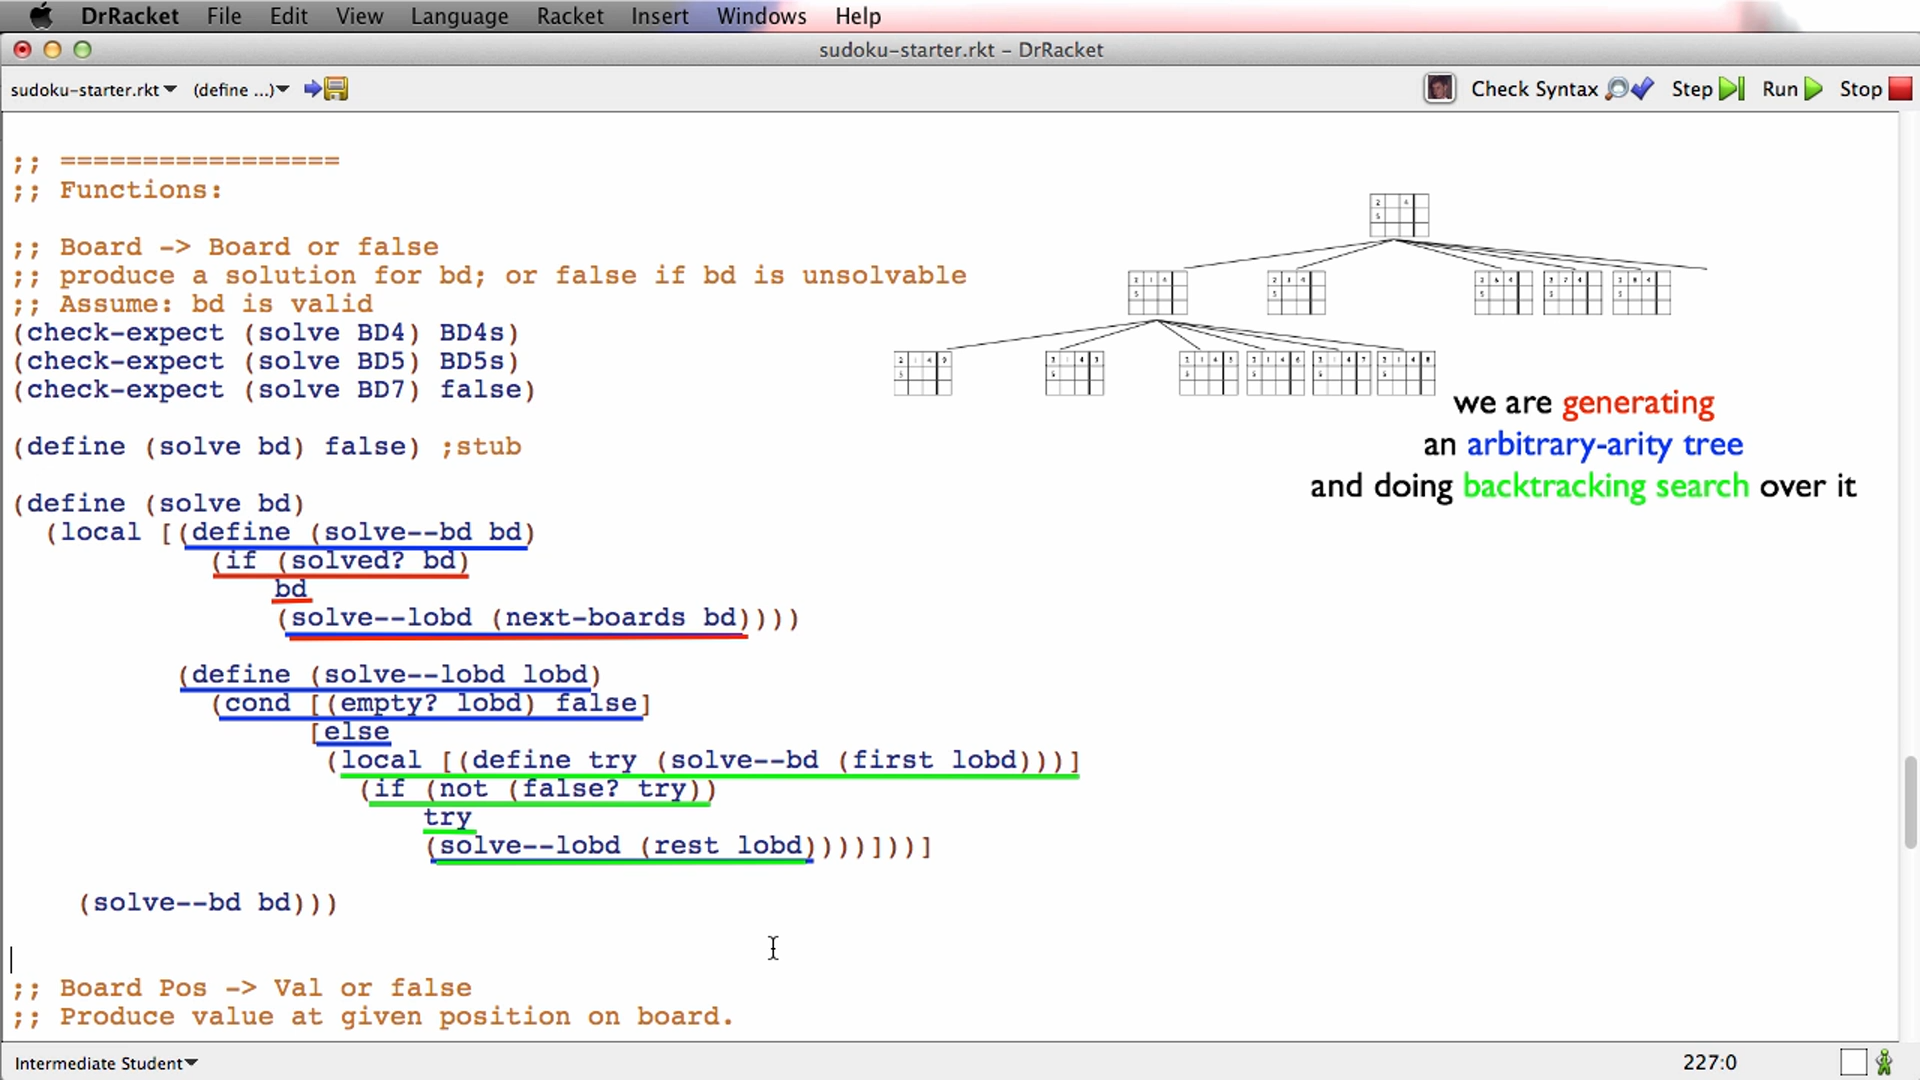 DrRacket File Edit View Language Racket Insert Windows Help
sudoku-starter.rkt - DrRacket
sudoku-starter.rkt (define ...) Check Syntax Step Run Stop
;; =================
;; Functions:
;; Board -> Board or false
;; produce a solution for bd; or false if bd is unsolvable
;; Assume: bd is valid
(check-expect (solve BD4) BD4s)
(check-expect (solve BD5) BD5s)
(check-expect (solve BD7) false)
(define (solve bd) false) ;stub
(define (solve bd)
(local [(define (solve--bd bd)
(if (solved? bd)
bd
(solve--lobd (next-boards bd))))
(define (solve--lobd lobd)
(cond [(empty? lobd) false]
[else
(local [(define try (solve--bd (first lobd)))]
(if (not (false? try))
try
(solve--lobd (rest lobd))))]))]
(solve--bd bd)))
we are generating
an arbitrary-arity tree
and doing backtracking search over it
;; Board Pos -> Val or false
;; Produce value at given position on board.
Intermediate Student 227:0